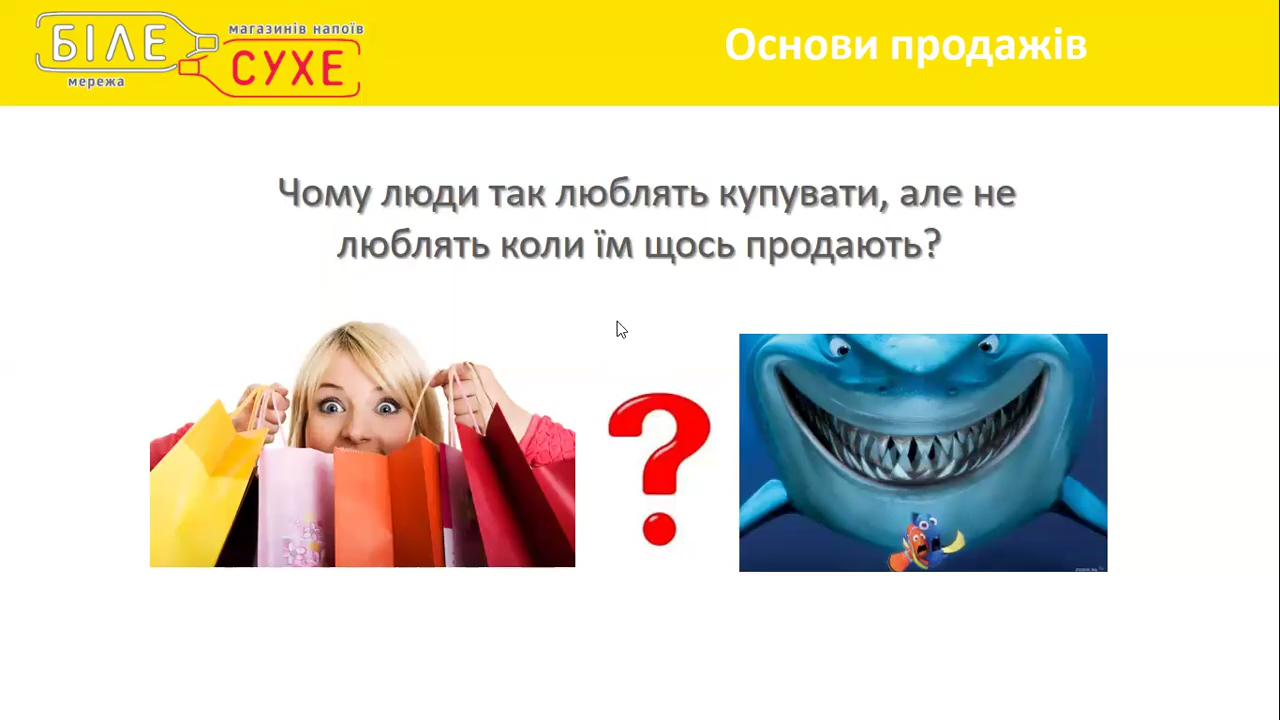 БІЛЕ
мережа
магазинів напоїв
СУХЕ
Основи продажів
Чому люди так люблять купувати, але не
люблять коли їм щось продають?
?